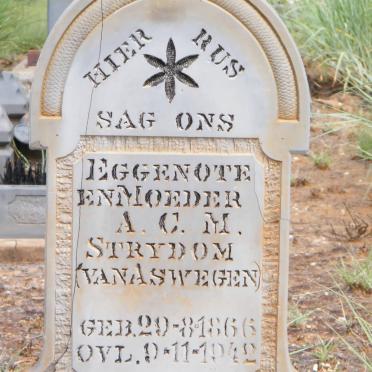 HIER RUS
SAG ONS
EGGENOTE
EN MOEDER
A. C. M.
STRYDOM
(VAN ASWEGEN)
GEB. 29-8-1866
OVL. 9-11-1942